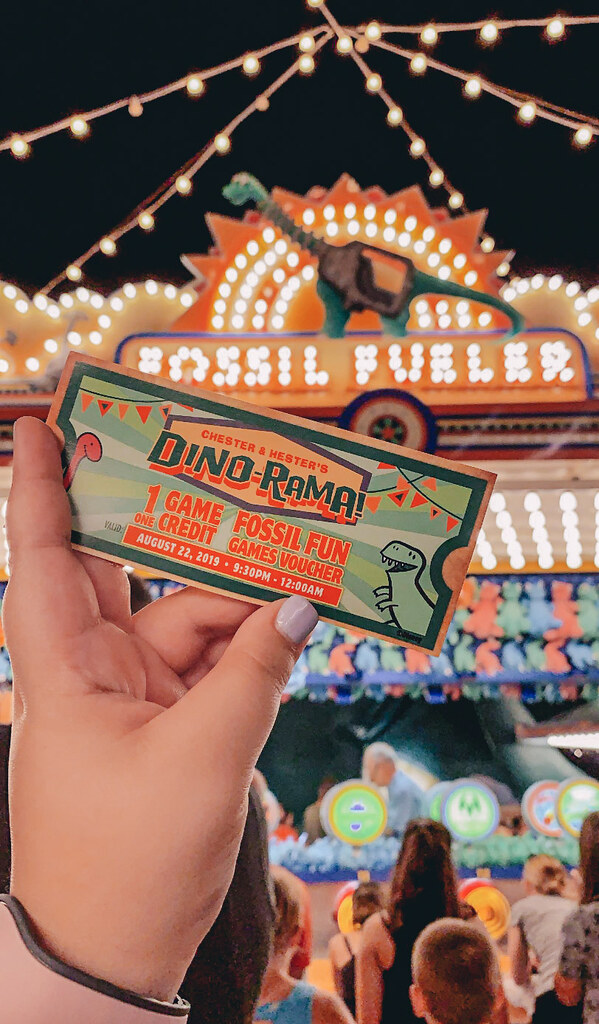 FOSSIL FUELER
CHESTER & HESTER'S
DINO-RAMA!
1 GAME
ONE CREDIT
FOSSIL FUN
GAMES VOUCHER
AUGUST 22, 2019 • 9:30PM - 12:00AM